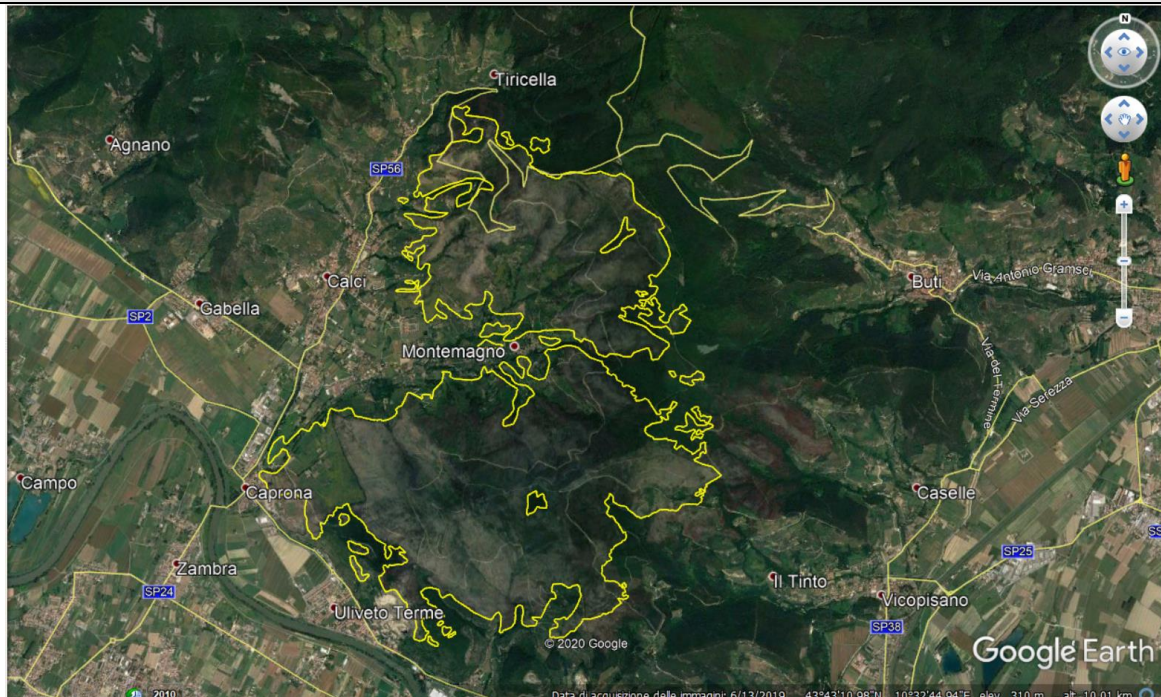 N
Tiricella
Agnano
SP56
Calci
Buti
Via Antonio Gramsci
Gabella
SP2
Montemagno
Via del Termine
Via Serezza
Campo
Caprona
Caselle
SS
SP25
Zambra
Il Tinto
SP24
Vicopisano
Uliveto Terme
SP38
© 2020 Google
Google Earth
2010
Data di acquisizione delle immagini: 6/13/2019 43°43'10.98"N 10°32'44.94"E elev 310 m alt 10.01 km